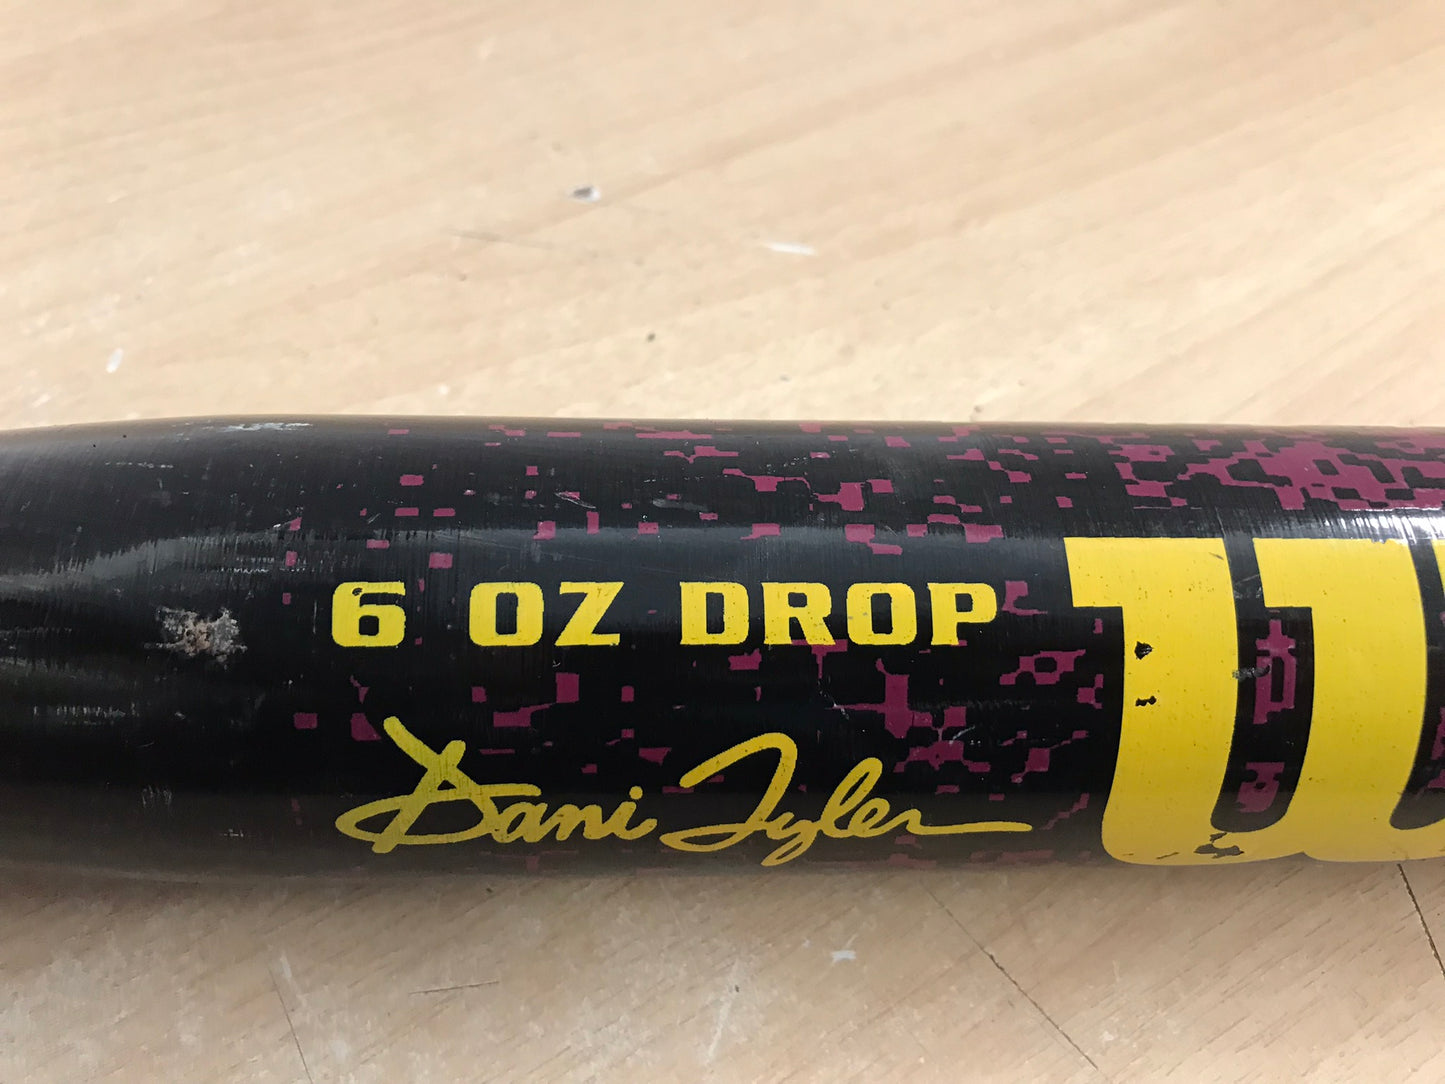 6 OZ DROP
Dani Tyler